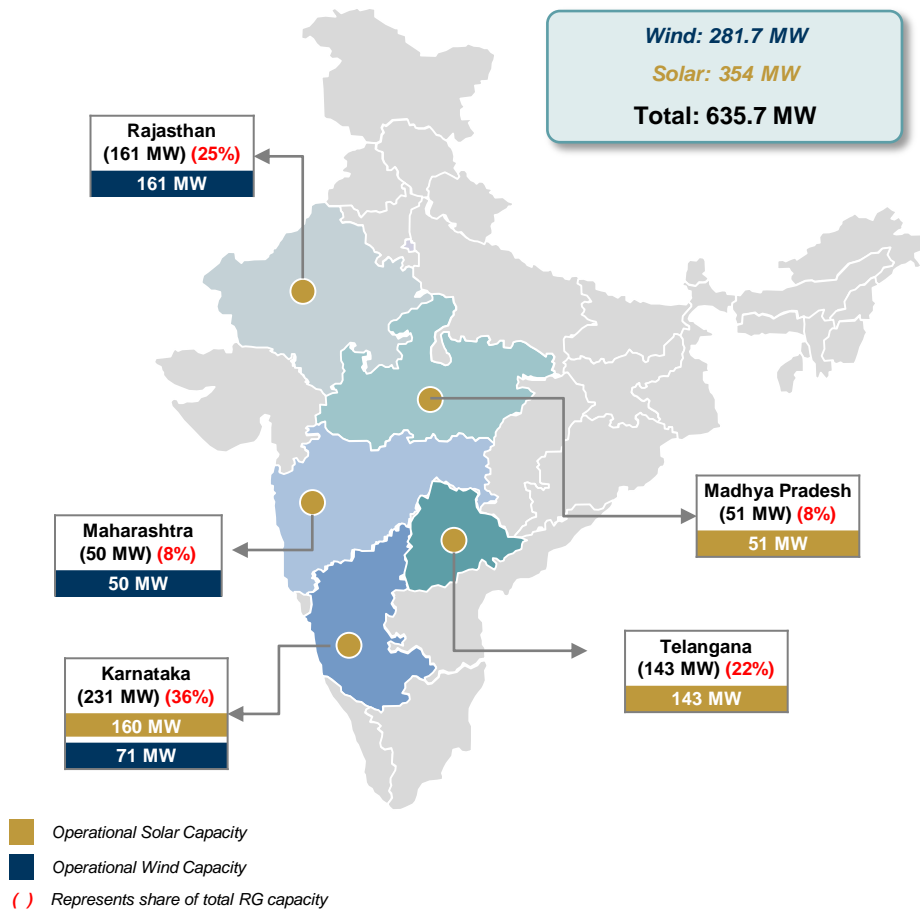 Wind: 281.7 MW
Solar: 354 MW
Total: 635.7 MW
Rajasthan
(161 MW) (25%)
161 MW
Madhya Pradesh
(51 MW) (8%)
51 MW
Maharashtra
(50 MW) (8%)
50 MW
Telangana
(143 MW) (22%)
143 MW
Karnataka
(231 MW) (36%)
160 MW
71 MW
Operational Solar Capacity
Operational Wind Capacity
( ) Represents share of total RG capacity